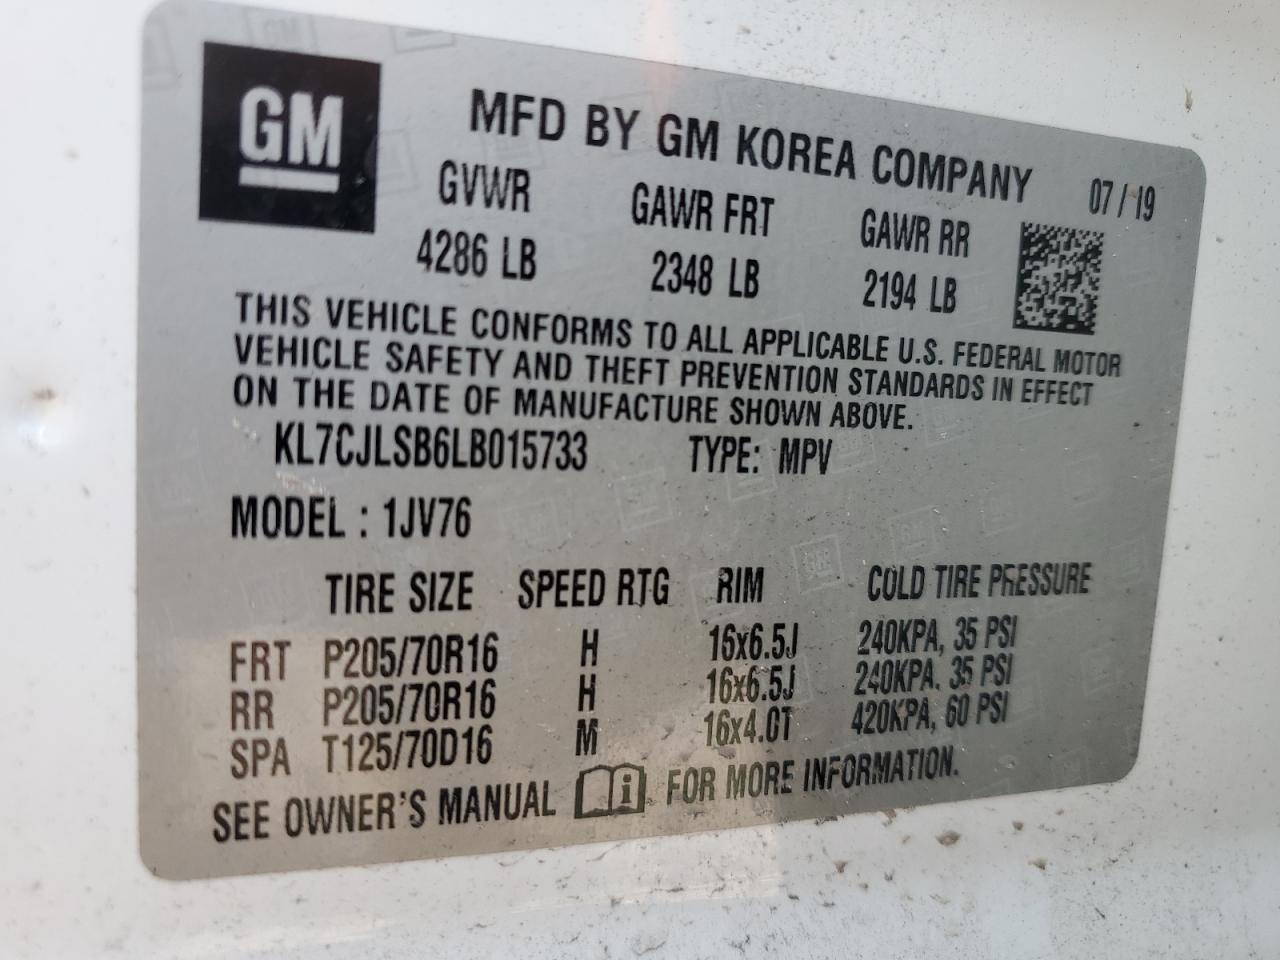 GM
MFD BY GM KOREA COMPANY 07/19
GVWR GAWR FRT GAWR RR
4286 LB 2348 LB 2194 LB
THIS VEHICLE CONFORMS TO ALL APPLICABLE U.S. FEDERAL MOTOR
VEHICLE SAFETY AND THEFT PREVENTION STANDARDS IN EFFECT
ON THE DATE OF MANUFACTURE SHOWN ABOVE.
KL7CJLSB6LB015733 TYPE: MPV
MODEL : 1JV76
TIRE SIZE SPEED RTG RIM COLD TIRE PRESSURE
FRT P205/70R16 H 16x6.5J 240KPA, 35 PSI
RR P205/70R16 H 16x6.5J 240KPA, 35 PSI
SPA T125/70D16 M 16x4.0T 420KPA, 60 PSI
SEE OWNER'S MANUAL i FOR MORE INFORMATION.